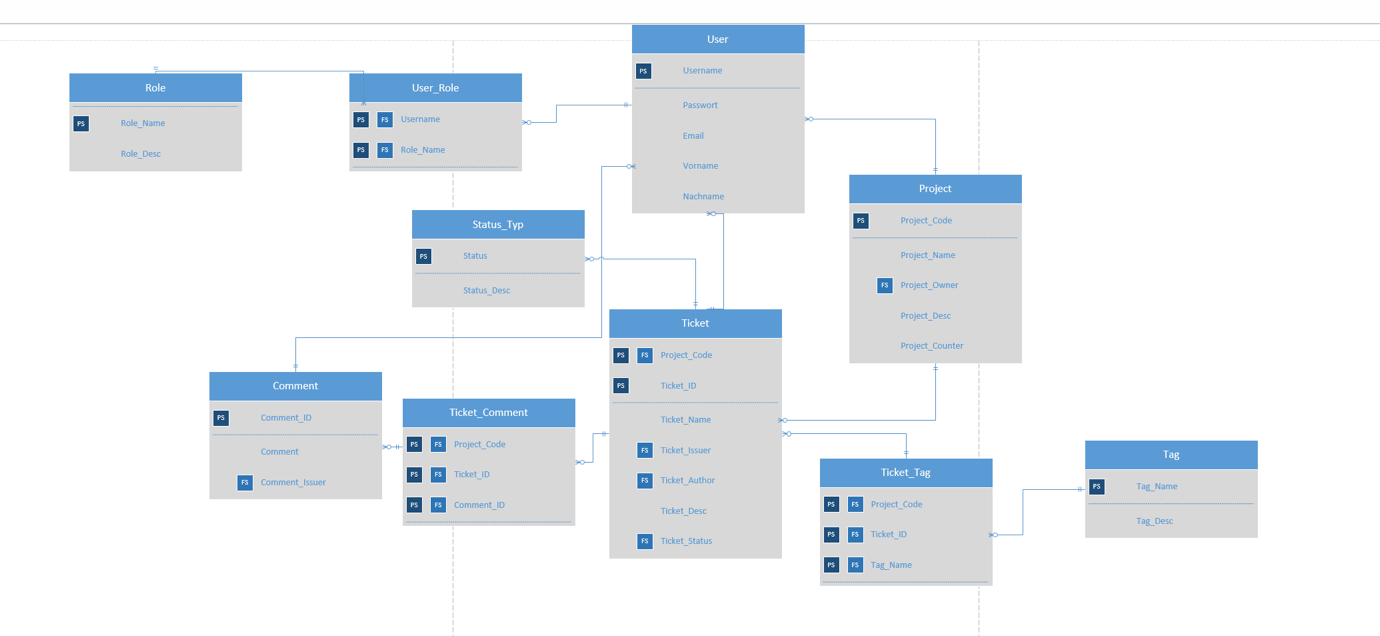 User
PS Username
Passwort
Email
Vorname
Nachname
Role
PS Role_Name
Role_Desc
User_Role
PS FS Username
PS FS Role_Name
Project
PS Project_Code
Project_Name
FS Project_Owner
Project_Desc
Project_Counter
Status_Typ
PS Status
Status_Desc
Ticket
PS FS Project_Code
PS Ticket_ID
Ticket_Name
FS Ticket_Issuer
FS Ticket_Author
Ticket_Desc
FS Ticket_Status
Comment
PS Comment_ID
Comment
FS Comment_Issuer
Ticket_Comment
PS FS Project_Code
PS FS Ticket_ID
PS FS Comment_ID
Ticket_Tag
PS FS Project_Code
PS FS Ticket_ID
PS FS Tag_Name
Tag
PS Tag_Name
Tag_Desc